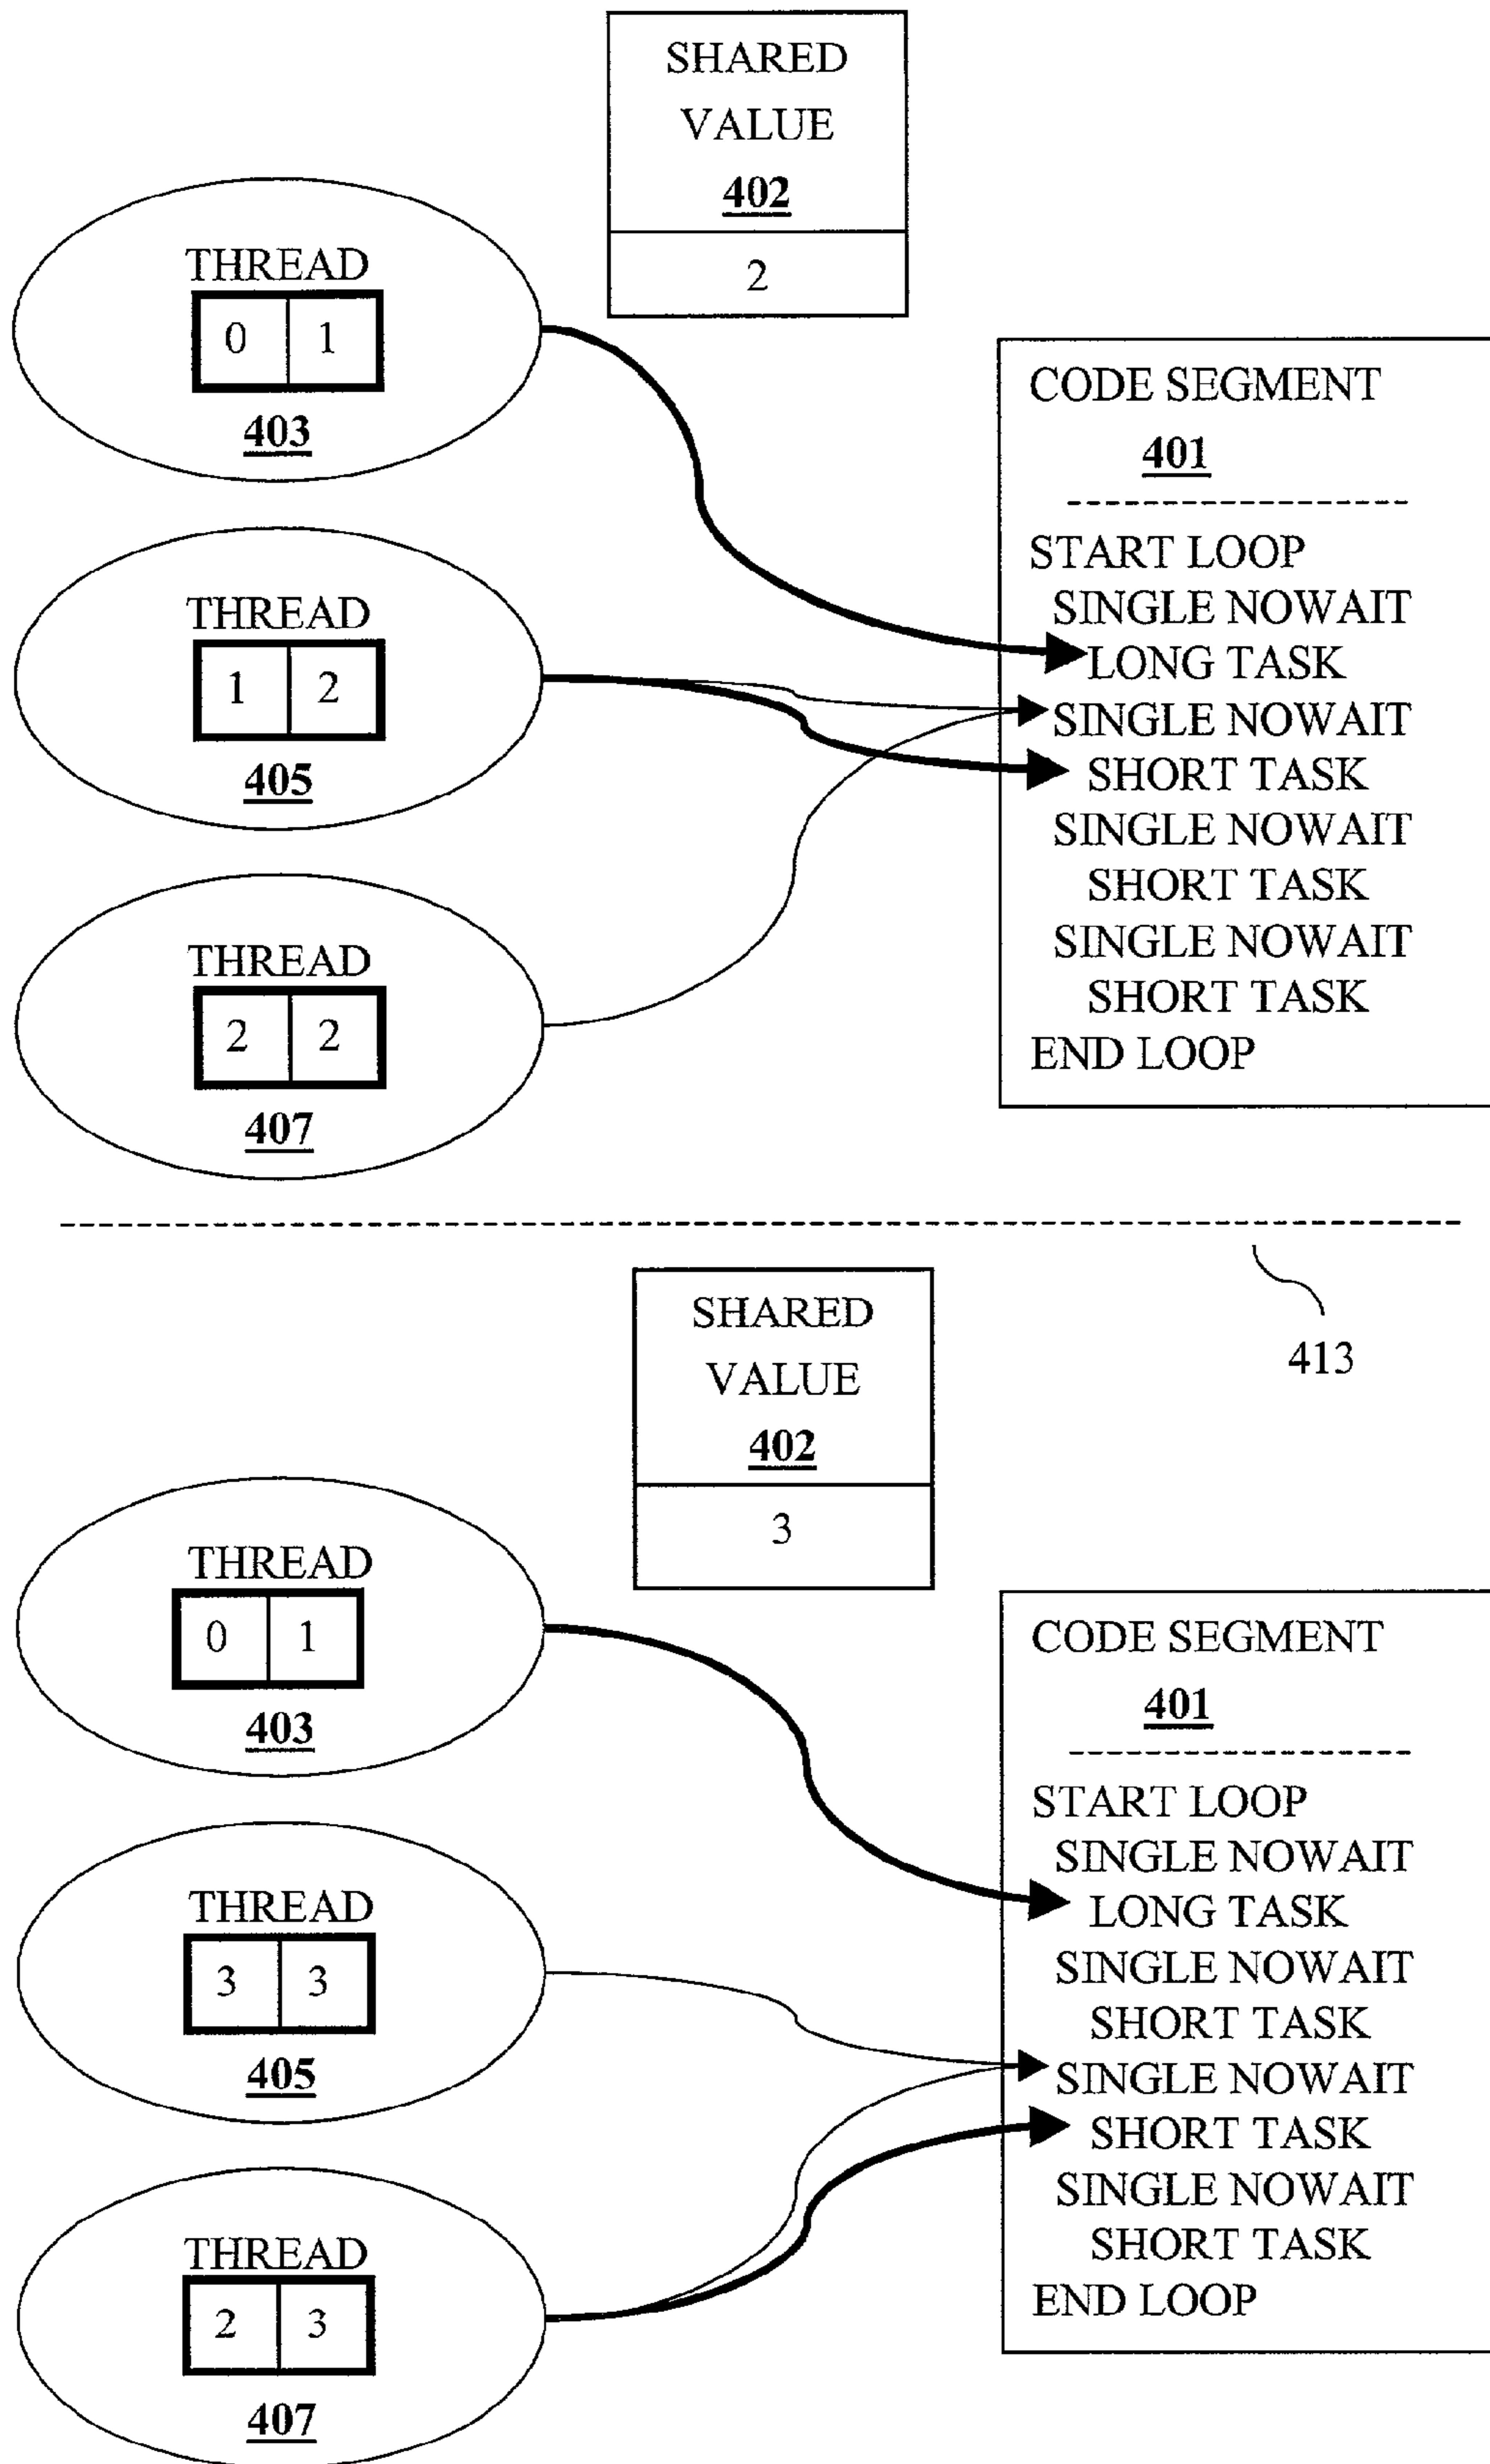 SHARED
VALUE
402
2
THREAD
0 1
403
THREAD
1 2
405
THREAD
2 2
407
CODE SEGMENT
401
START LOOP
SINGLE NOWAIT
LONG TASK
SINGLE NOWAIT
SHORT TASK
SINGLE NOWAIT
SHORT TASK
SINGLE NOWAIT
SHORT TASK
END LOOP
413
SHARED
VALUE
402
3
THREAD
0 1
403
THREAD
3 3
405
THREAD
2 3
407
CODE SEGMENT
401
START LOOP
SINGLE NOWAIT
LONG TASK
SINGLE NOWAIT
SHORT TASK
SINGLE NOWAIT
SHORT TASK
SINGLE NOWAIT
SHORT TASK
END LOOP